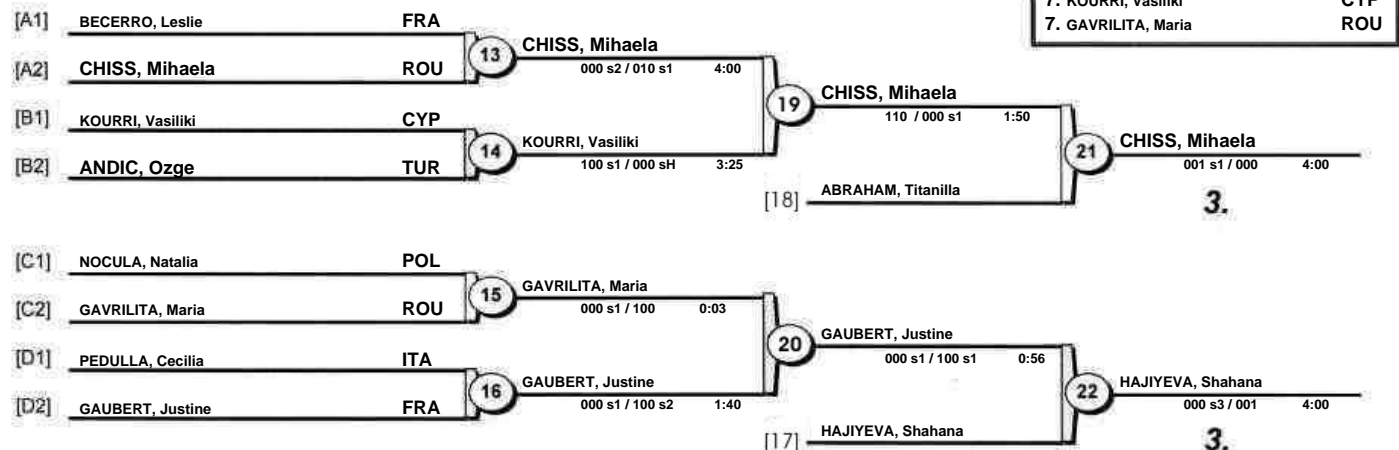 7. KOURRI, Vasiliki CYP
7. GAVRILITA, Maria ROU
[A1] BECERRO, Leslie FRA
[A2] CHISS, Mihaela ROU
13 CHISS, Mihaela
000 s2 / 010 s1 4:00
[B1] KOURRI, Vasiliki CYP
[B2] ANDIC, Ozge TUR
14 KOURRI, Vasiliki
100 s1 / 000 sH 3:25
19 CHISS, Mihaela
110 / 000 s1 1:50
[18] ABRAHAM, Titanilla
21 CHISS, Mihaela
001 s1 / 000 4:00
3.
[C1] NOCULA, Natalia POL
[C2] GAVRILITA, Maria ROU
15 GAVRILITA, Maria
000 s1 / 100 0:03
[D1] PEDULLA, Cecilia ITA
[D2] GAUBERT, Justine FRA
16 GAUBERT, Justine
000 s1 / 100 s2 1:40
20 GAUBERT, Justine
000 s1 / 100 s1 0:56
[17] HAJIYEVA, Shahana
22 HAJIYEVA, Shahana
000 s3 / 001 4:00
3.